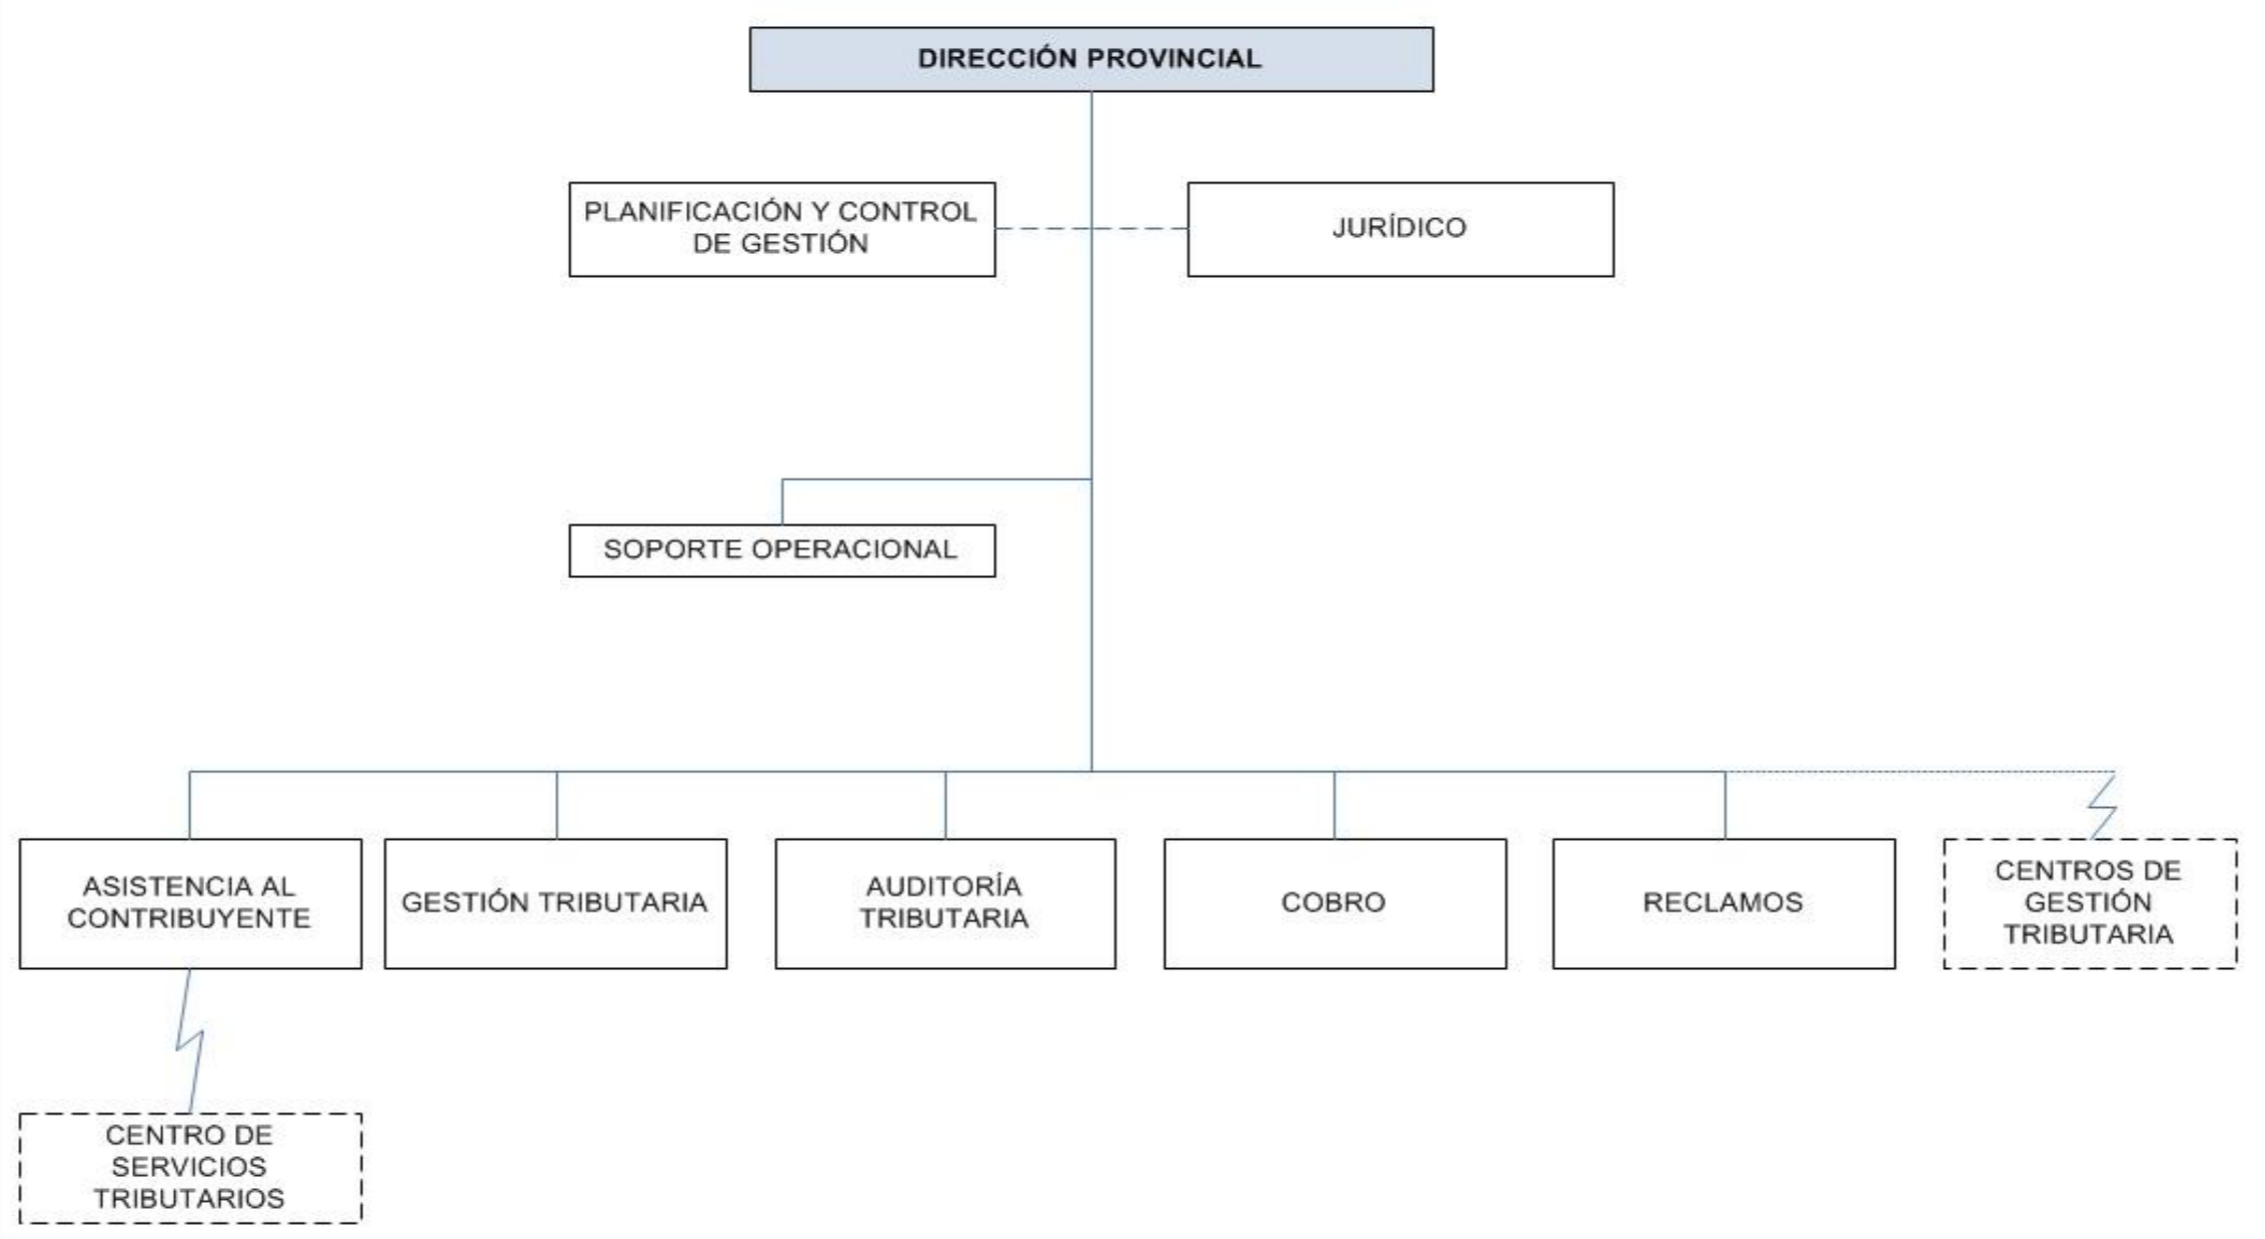 DIRECCIÓN PROVINCIAL
PLANIFICACIÓN Y CONTROL
DE GESTIÓN
JURÍDICO
SOPORTE OPERACIONAL
ASISTENCIA AL
CONTRIBUYENTE
GESTIÓN TRIBUTARIA
AUDITORÍA
TRIBUTARIA
COBRO
RECLAMOS
CENTROS DE
GESTIÓN
TRIBUTARIA
CENTRO DE
SERVICIOS
TRIBUTARIOS